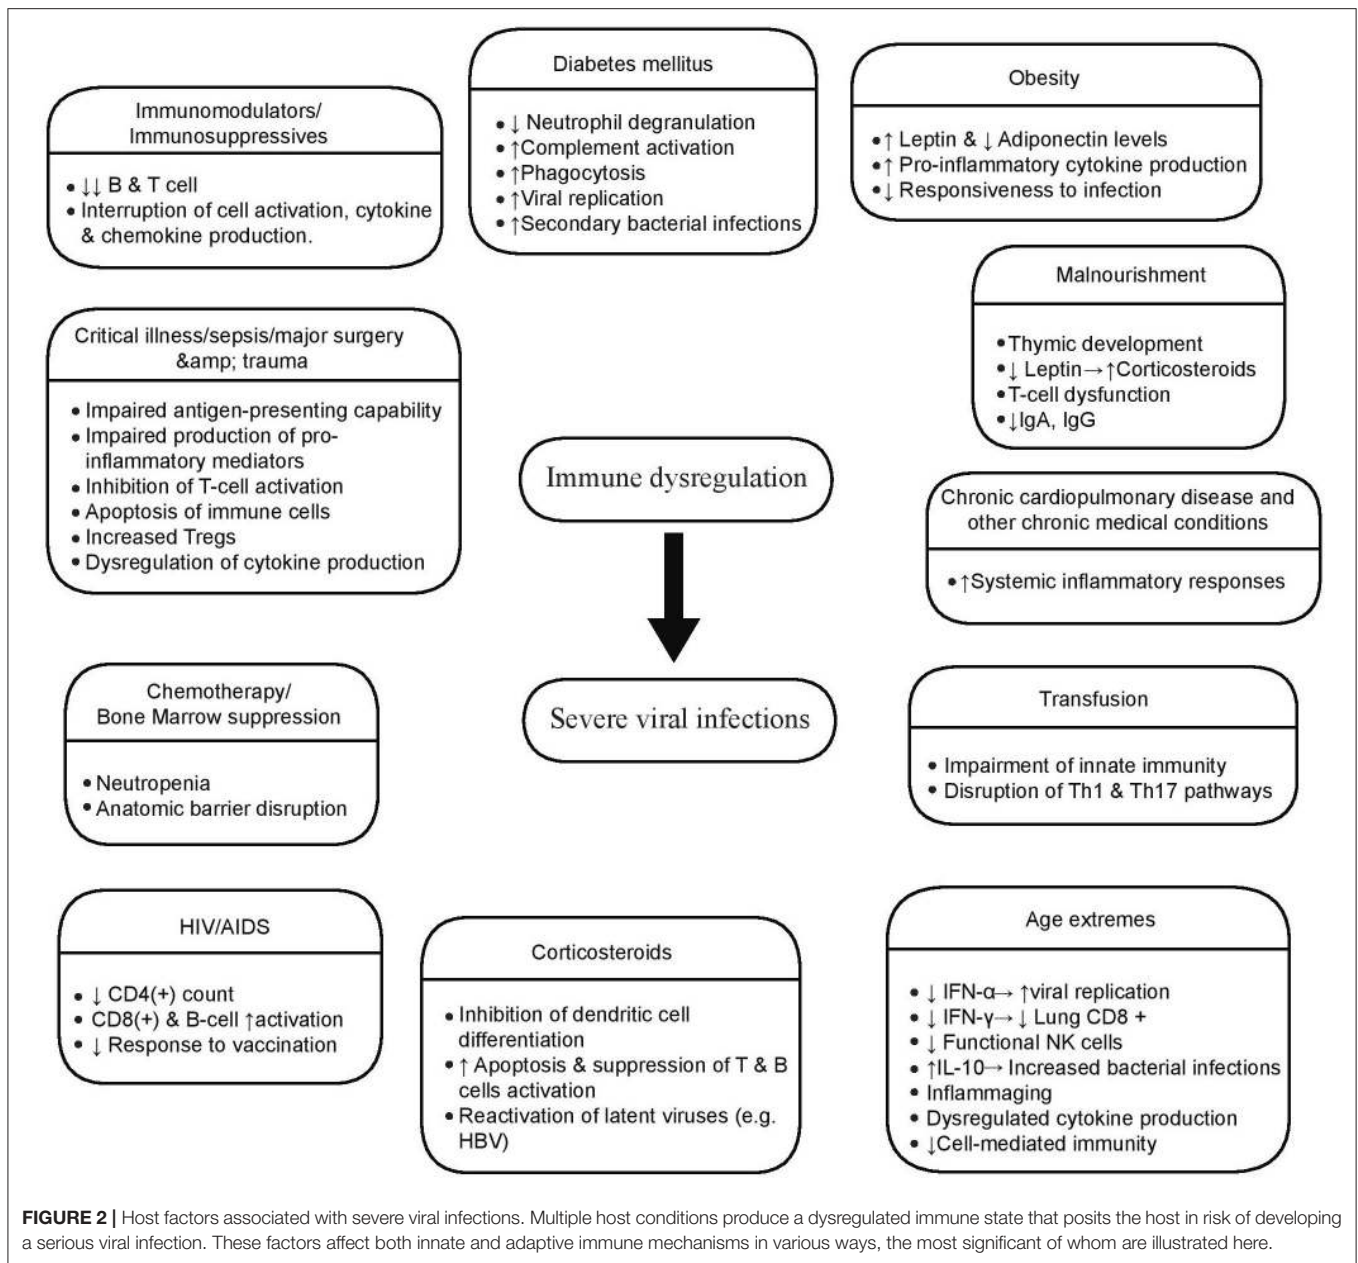 Immunomodulators/
Immunosuppressives
• ↓↓ B & T cell
• Interruption of cell activation, cytokine
& chemokine production.
Diabetes mellitus
• ↓ Neutrophil degranulation
• ↑Complement activation
• ↑Phagocytosis
• ↑Viral replication
• ↑Secondary bacterial infections
Obesity
• ↑ Leptin & ↓ Adiponectin levels
• ↑ Pro-inflammatory cytokine production
• ↓ Responsiveness to infection
Malnourishment
• Thymic development
• ↓ Leptin→↑Corticosteroids
• T-cell dysfunction
• ↓IgA, IgG
Critical illness/sepsis/major surgery
&amp; trauma
• Impaired antigen-presenting capability
• Impaired production of pro-
inflammatory mediators
• Inhibition of T-cell activation
• Apoptosis of immune cells
• Increased Tregs
• Dysregulation of cytokine production
Immune dysregulation
Chronic cardiopulmonary disease and
other chronic medical conditions
• ↑Systemic inflammatory responses
Chemotherapy/
Bone Marrow suppression
• Neutropenia
• Anatomic barrier disruption
Severe viral infections
Transfusion
• Impairment of innate immunity
• Disruption of Th1 & Th17 pathways
HIV/AIDS
• ↓ CD4(+) count
• CD8(+) & B-cell ↑activation
• ↓ Response to vaccination
Corticosteroids
• Inhibition of dendritic cell
differentiation
• ↑ Apoptosis & suppression of T & B
cells activation
• Reactivation of latent viruses (e.g.
HBV)
Age extremes
• ↓ IFN-α→ ↑viral replication
• ↓ IFN-γ→ ↓ Lung CD8 +
• ↓ Functional NK cells
• ↑IL-10→ Increased bacterial infections
• Inflammaging
• Dysregulated cytokine production
• ↓Cell-mediated immunity
FIGURE 2 | Host factors associated with severe viral infections. Multiple host conditions produce a dysregulated immune state that posits the host in risk of developing
a serious viral infection. These factors affect both innate and adaptive immune mechanisms in various ways, the most significant of whom are illustrated here.